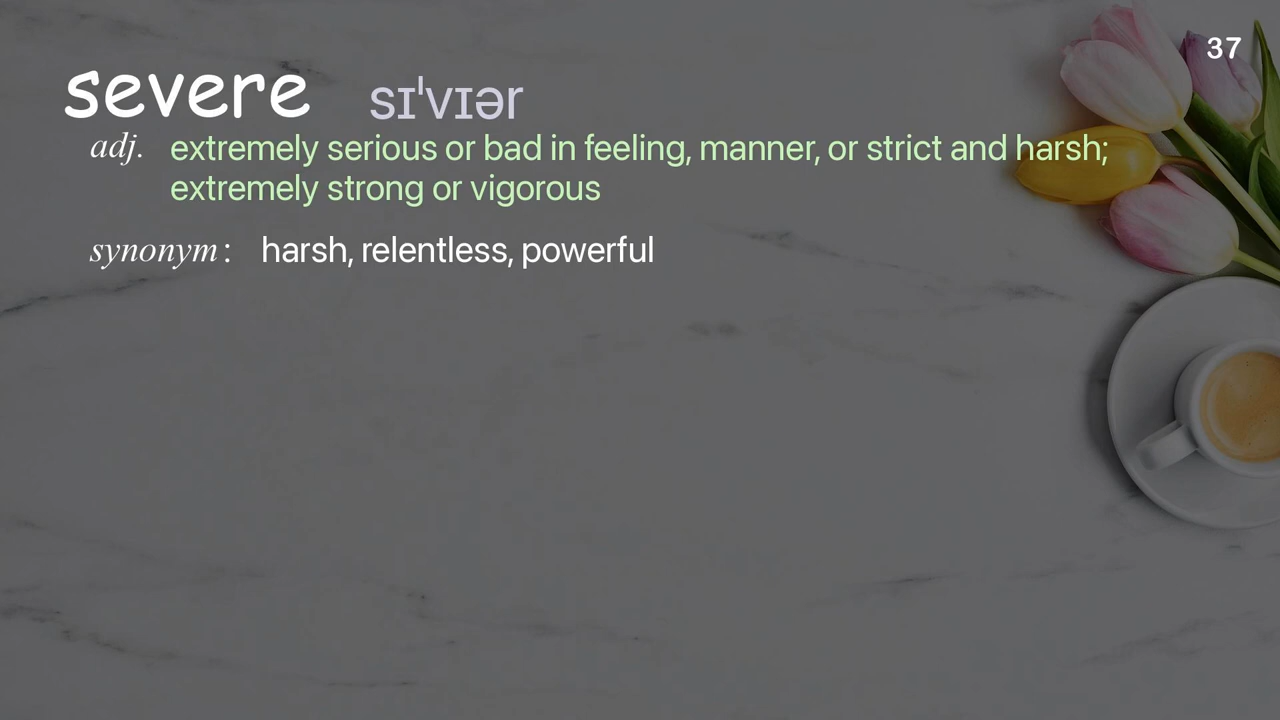 37
severe sɪˈvɪər
adj. extremely serious or bad in feeling, manner, or strict and harsh;
extremely strong or vigorous
synonym : harsh, relentless, powerful